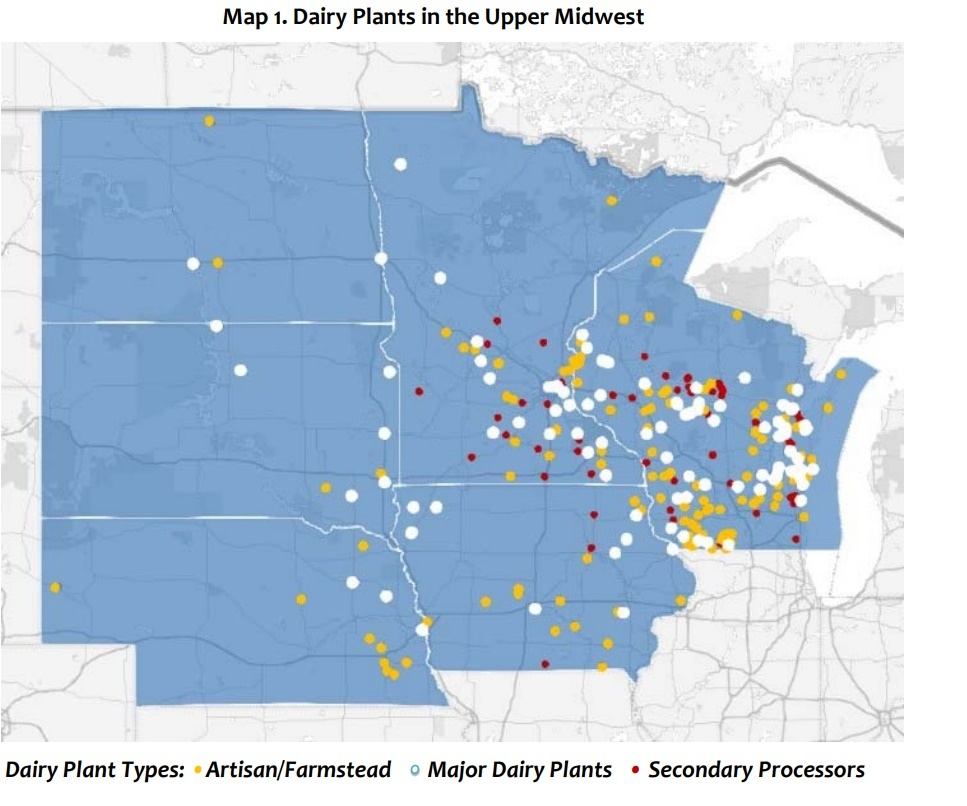 Map 1. Dairy Plants in the Upper Midwest
Dairy Plant Types: Artisan/Farmstead Major Dairy Plants Secondary Processors